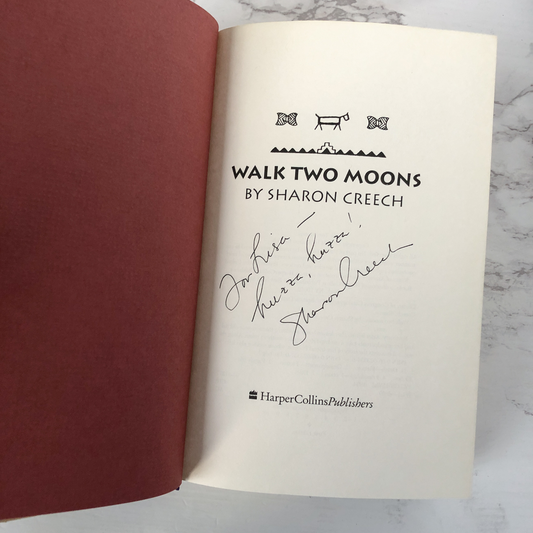 WALK TWO MOONS
BY SHARON CREECH
For Lisa —
huzza, huzza!
Sharon Creech
HarperCollinsPublishers